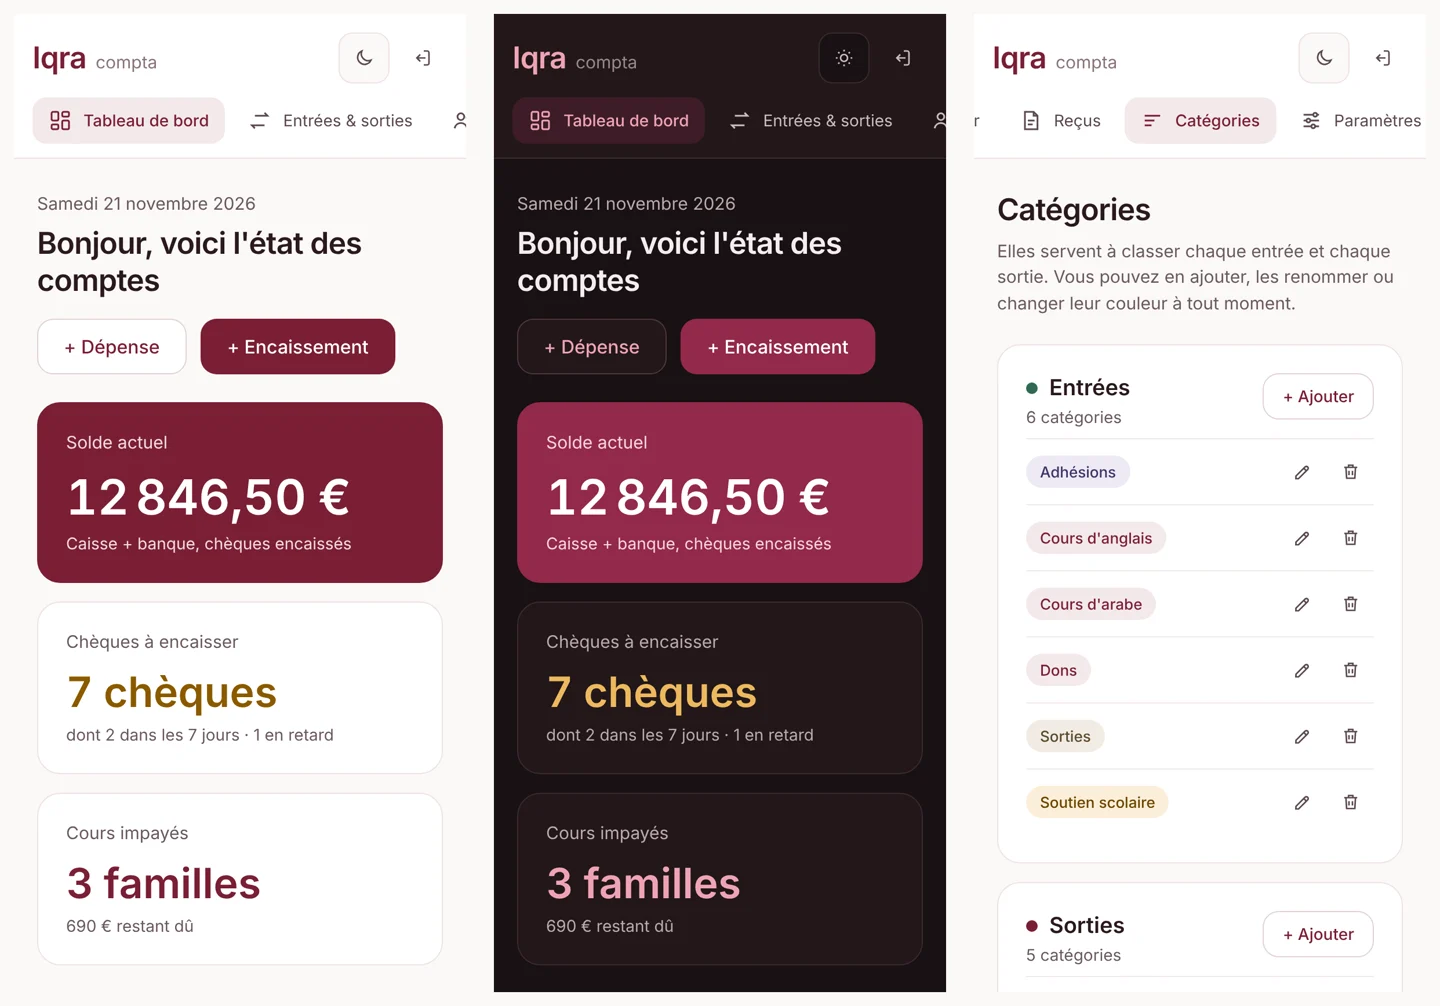 Iqra compta
Tableau de bord
Entrées & sorties
Samedi 21 novembre 2026
Bonjour, voici l'état des
comptes
+ Dépense
+ Encaissement
Solde actuel
12 846,50 €
Caisse + banque, chèques encaissés
Chèques à encaisser
7 chèques
dont 2 dans les 7 jours · 1 en retard
Cours impayés
3 familles
690 € restant dû
Iqra compta
Tableau de bord
Entrées & sorties
Samedi 21 novembre 2026
Bonjour, voici l'état des
comptes
+ Dépense
+ Encaissement
Solde actuel
12 846,50 €
Caisse + banque, chèques encaissés
Chèques à encaisser
7 chèques
dont 2 dans les 7 jours · 1 en retard
Cours impayés
3 familles
690 € restant dû
Iqra compta
r
Reçus
Catégories
Paramètres
Catégories
Elles servent à classer chaque entrée et chaque
sortie. Vous pouvez en ajouter, les renommer ou
changer leur couleur à tout moment.
Entrées
+ Ajouter
6 catégories
Adhésions
Cours d'anglais
Cours d'arabe
Dons
Sorties
Soutien scolaire
Sorties
+ Ajouter
5 catégories